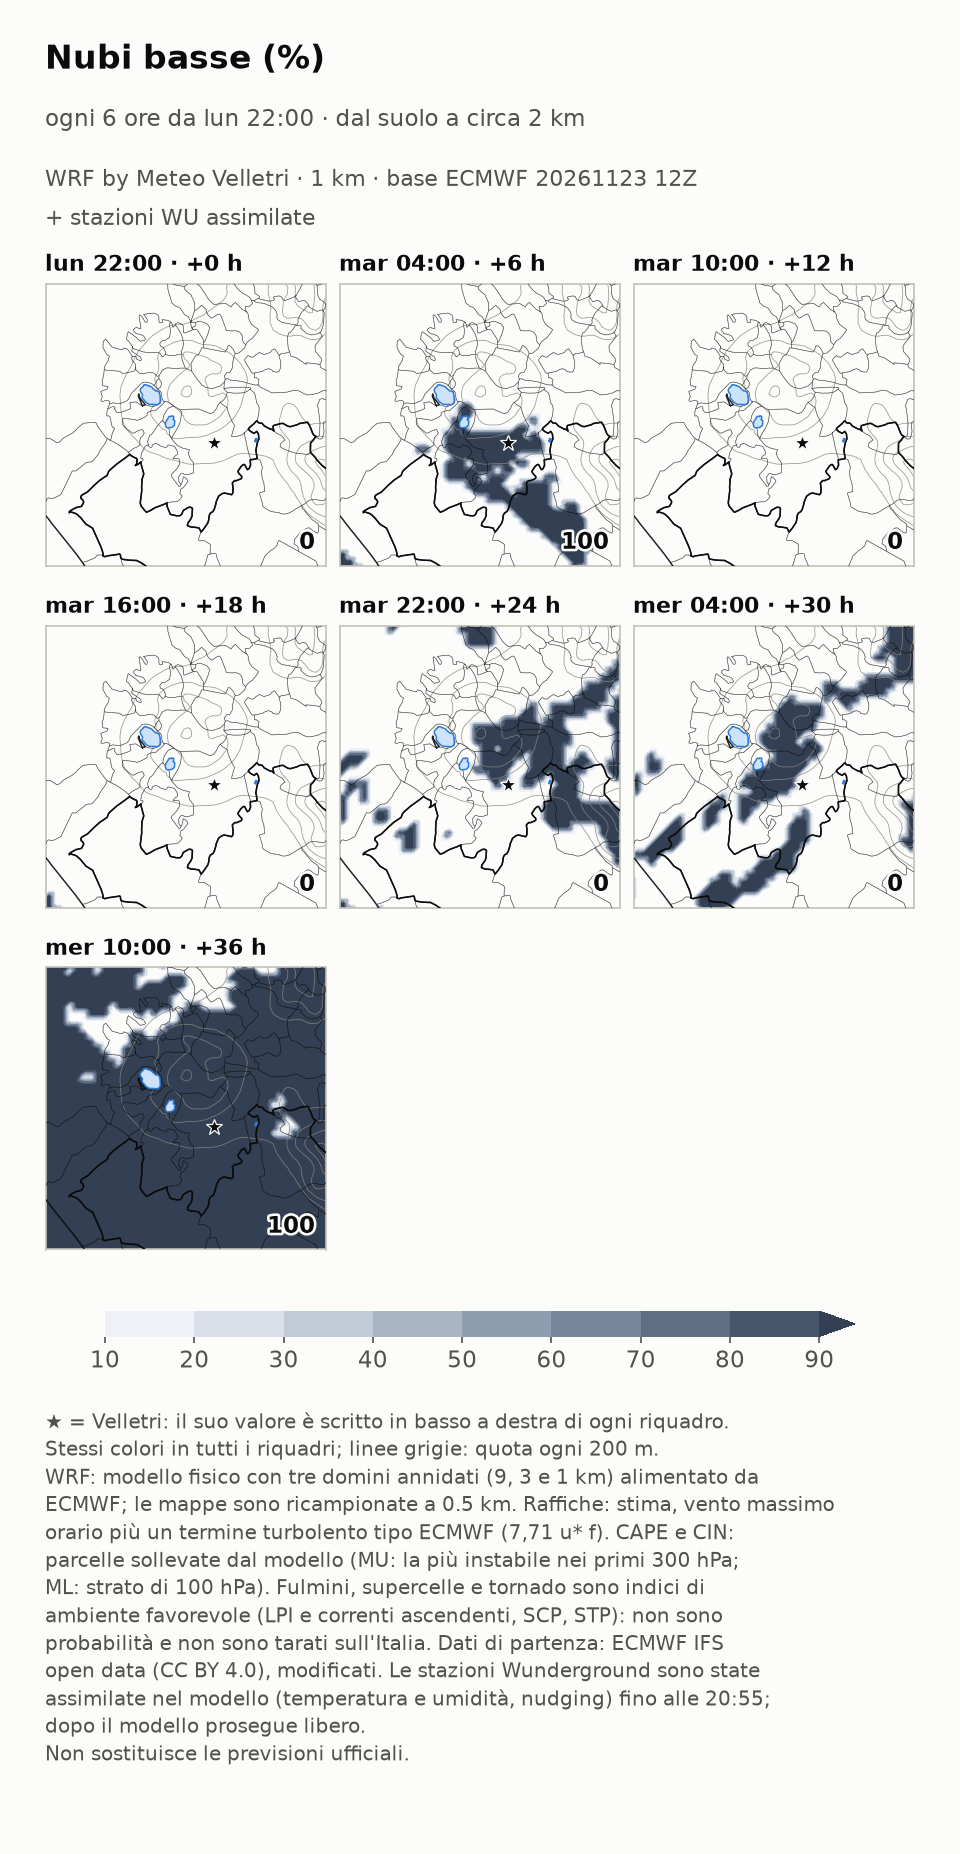 Nubi basse (%)
ogni 6 ore da lun 22:00 · dal suolo a circa 2 km
WRF by Meteo Velletri · 1 km · base ECMWF 20261123 12Z
+ stazioni WU assimilate
lun 22:00 · +0 h
mar 04:00 · +6 h
mar 10:00 · +12 h
0
100
0
mar 16:00 · +18 h
mar 22:00 · +24 h
mer 04:00 · +30 h
0
0
0
mer 10:00 · +36 h
100
10 20 30 40 50 60 70 80 90
★ = Velletri: il suo valore è scritto in basso a destra di ogni riquadro.
Stessi colori in tutti i riquadri; linee grigie: quota ogni 200 m.
WRF: modello fisico con tre domini annidati (9, 3 e 1 km) alimentato da
ECMWF; le mappe sono ricampionate a 0.5 km. Raffiche: stima, vento massimo
orario più un termine turbolento tipo ECMWF (7,71 u* f). CAPE e CIN:
parcelle sollevate dal modello (MU: la più instabile nei primi 300 hPa;
ML: strato di 100 hPa). Fulmini, supercelle e tornado sono indici di
ambiente favorevole (LPI e correnti ascendenti, SCP, STP): non sono
probabilità e non sono tarati sull'Italia. Dati di partenza: ECMWF IFS
open data (CC BY 4.0), modificati. Le stazioni Wunderground sono state
assimilate nel modello (temperatura e umidità, nudging) fino alle 20:55;
dopo il modello prosegue libero.
Non sostituisce le previsioni ufficiali.